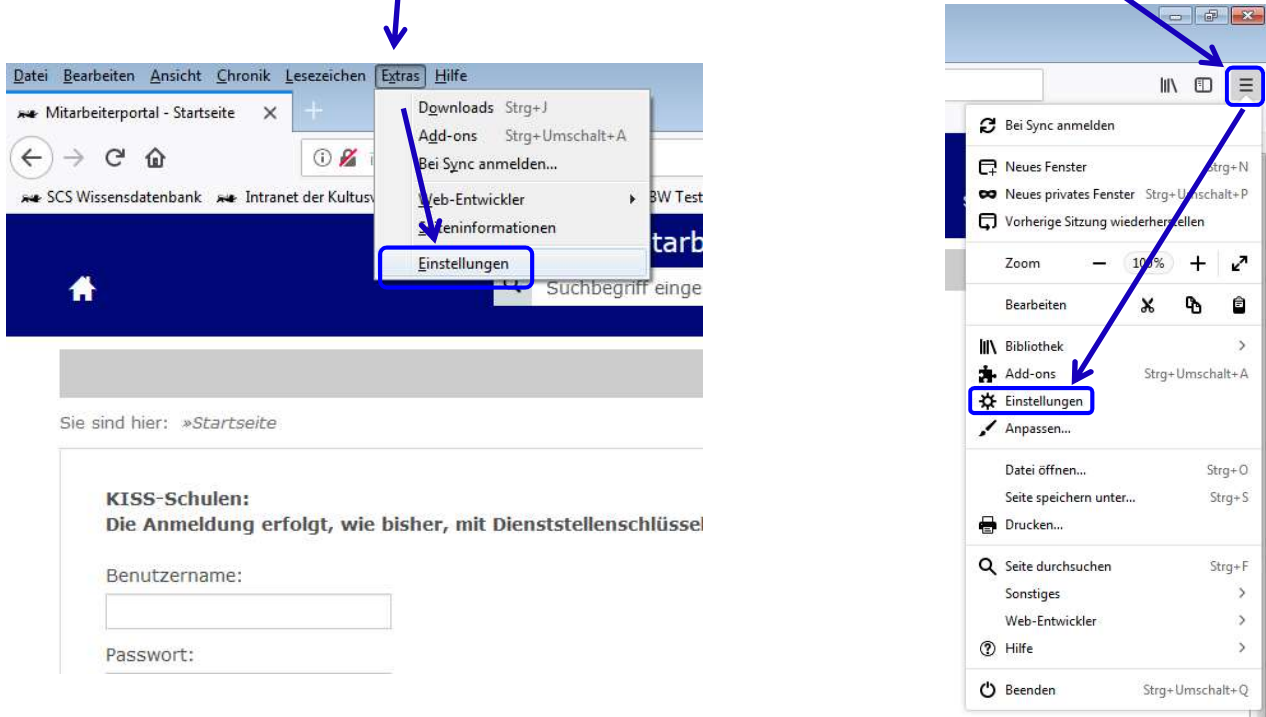 Datei Bearbeiten Ansicht Chronik Lesezeichen Extras Hilfe
Mitarbeiterportal - Startseite
Downloads Strg+J
Add-ons Strg+Umschalt+A
Bei Sync anmelden...
Web-Entwickler
Seiteninformationen
Einstellungen
SCS Wissensdatenbank Intranet der Kultusv
BW Test
tarb
Suchbegriff einge
Sie sind hier: »Startseite
KISS-Schulen:
Die Anmeldung erfolgt, wie bisher, mit Dienststellenschlüssel
Benutzername:
Passwort:
Bei Sync anmelden
Neues Fenster Strg+N
Neues privates Fenster Strg+Umschalt+P
Vorherige Sitzung wiederherstellen
Zoom 100%
Bearbeiten
Bibliothek
Add-ons Strg+Umschalt+A
Einstellungen
Anpassen...
Datei öffnen... Strg+O
Seite speichern unter... Strg+S
Drucken...
Seite durchsuchen Strg+F
Sonstiges
Web-Entwickler
Hilfe
Beenden Strg+Umschalt+Q